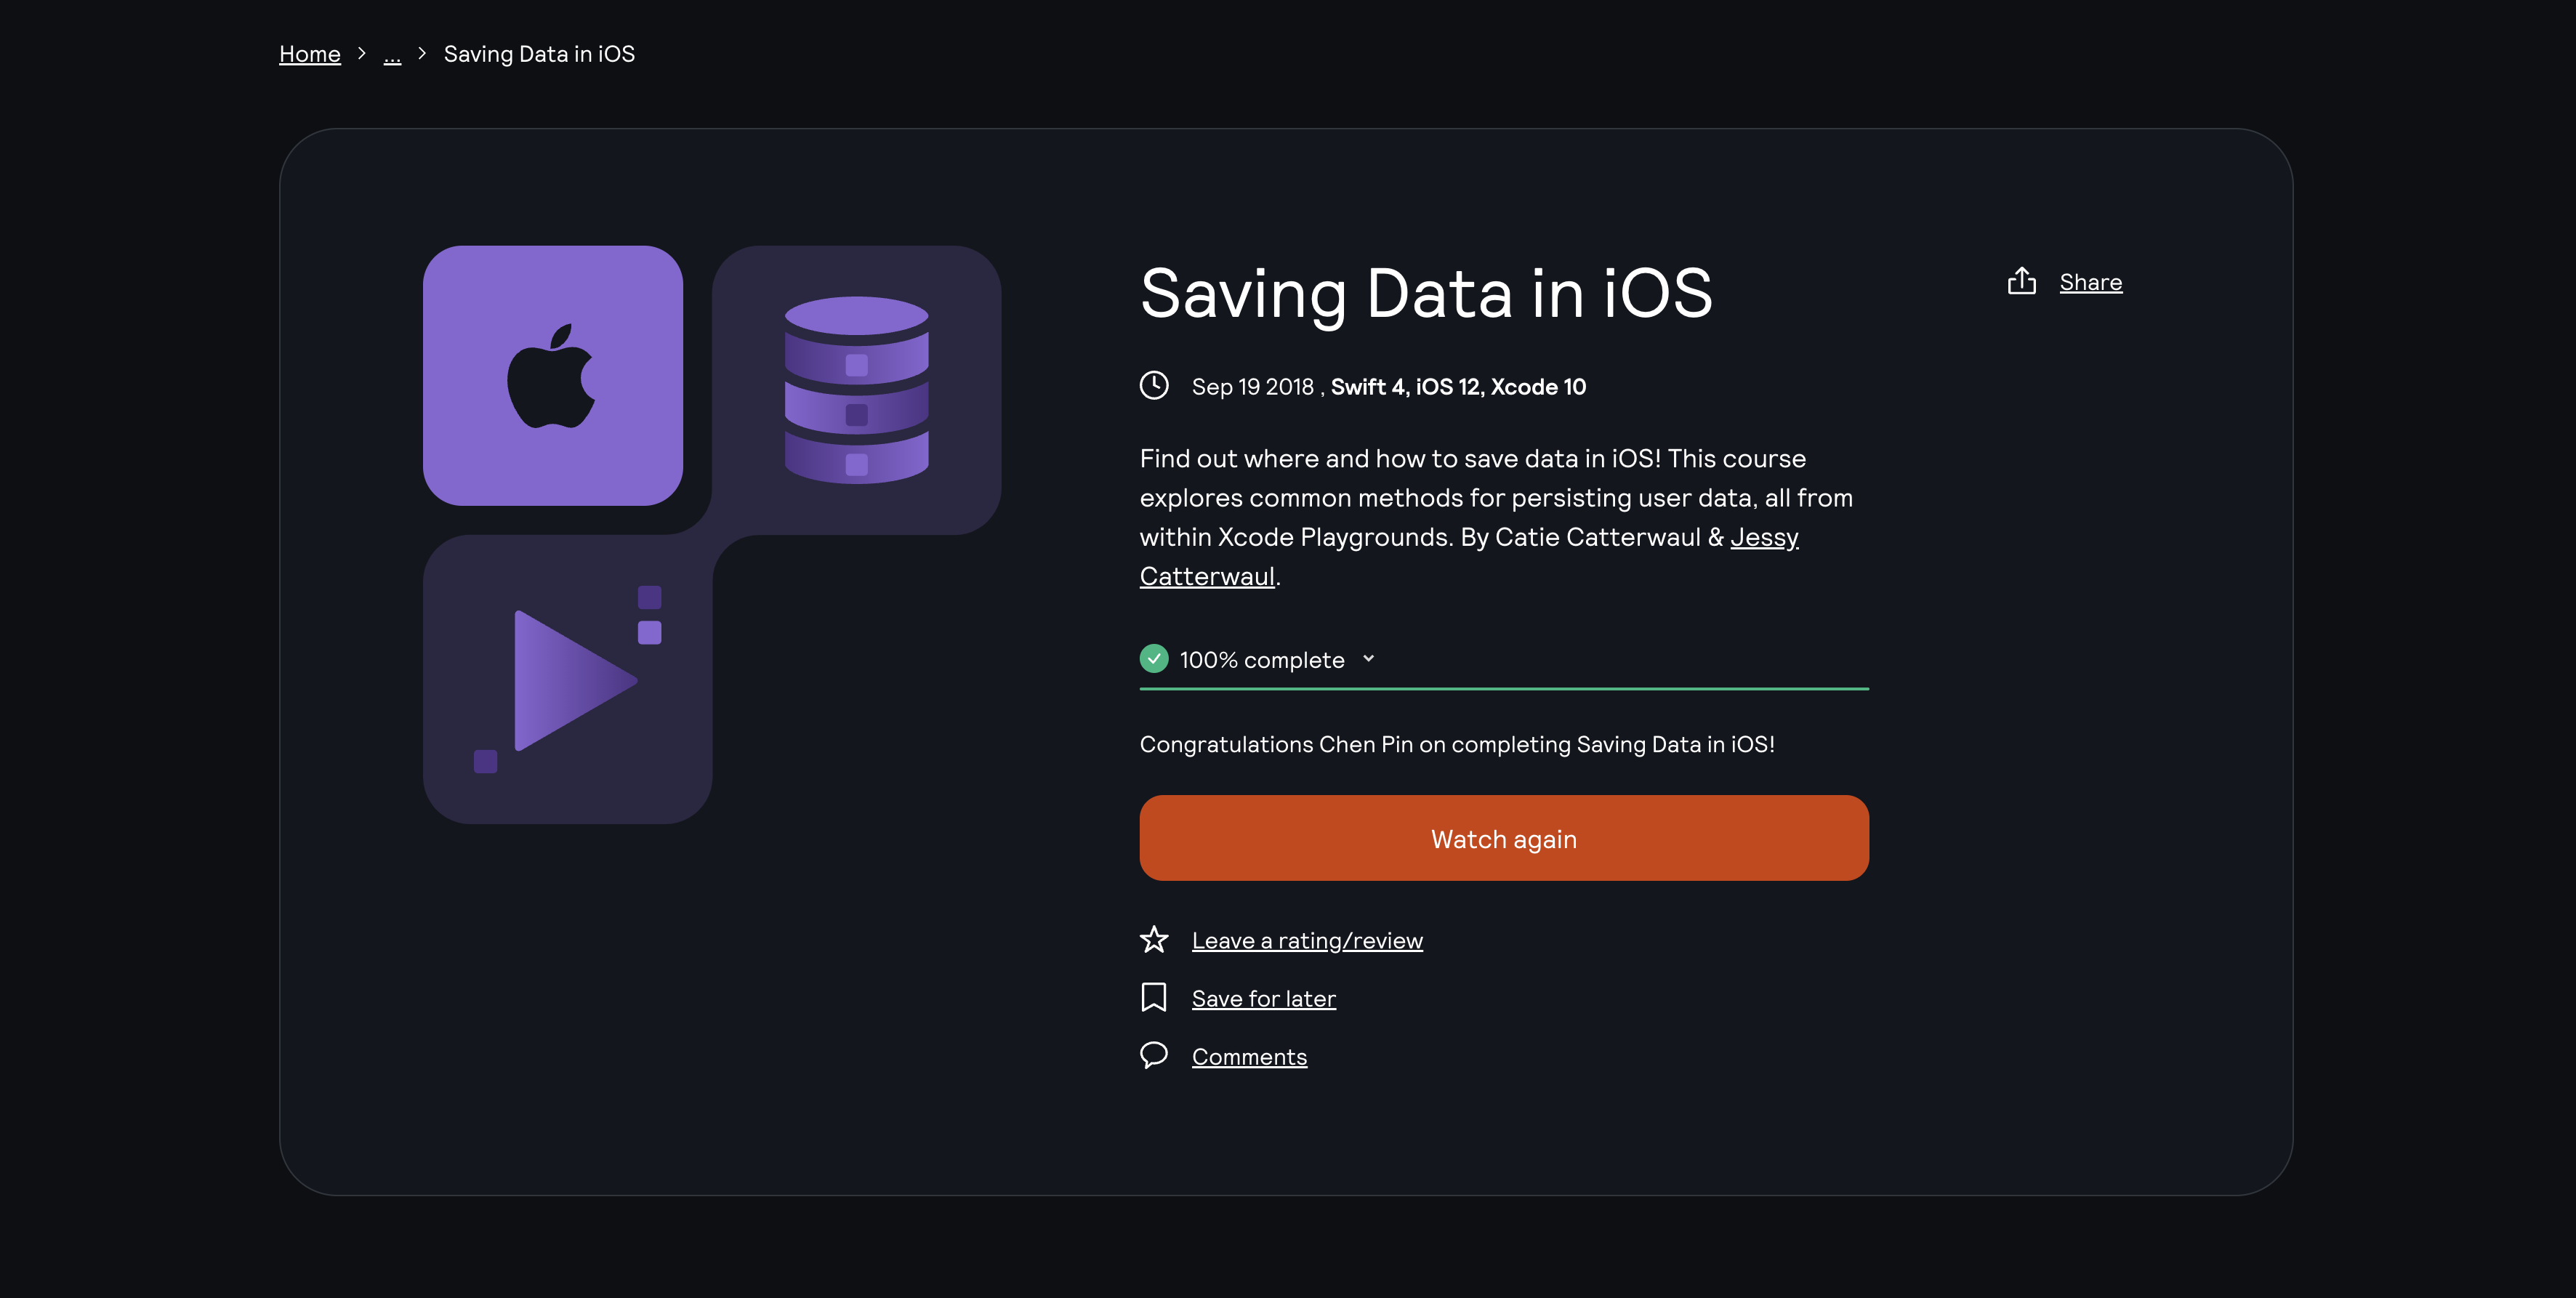 Home > ... > Saving Data in iOS
Saving Data in iOS
Share
Sep 19 2018 , Swift 4, iOS 12, Xcode 10
Find out where and how to save data in iOS! This course
explores common methods for persisting user data, all from
within Xcode Playgrounds. By Catie Catterwaul & Jessy
Catterwaul.
100% complete
Congratulations Chen Pin on completing Saving Data in iOS!
Watch again
Leave a rating/review
Save for later
Comments